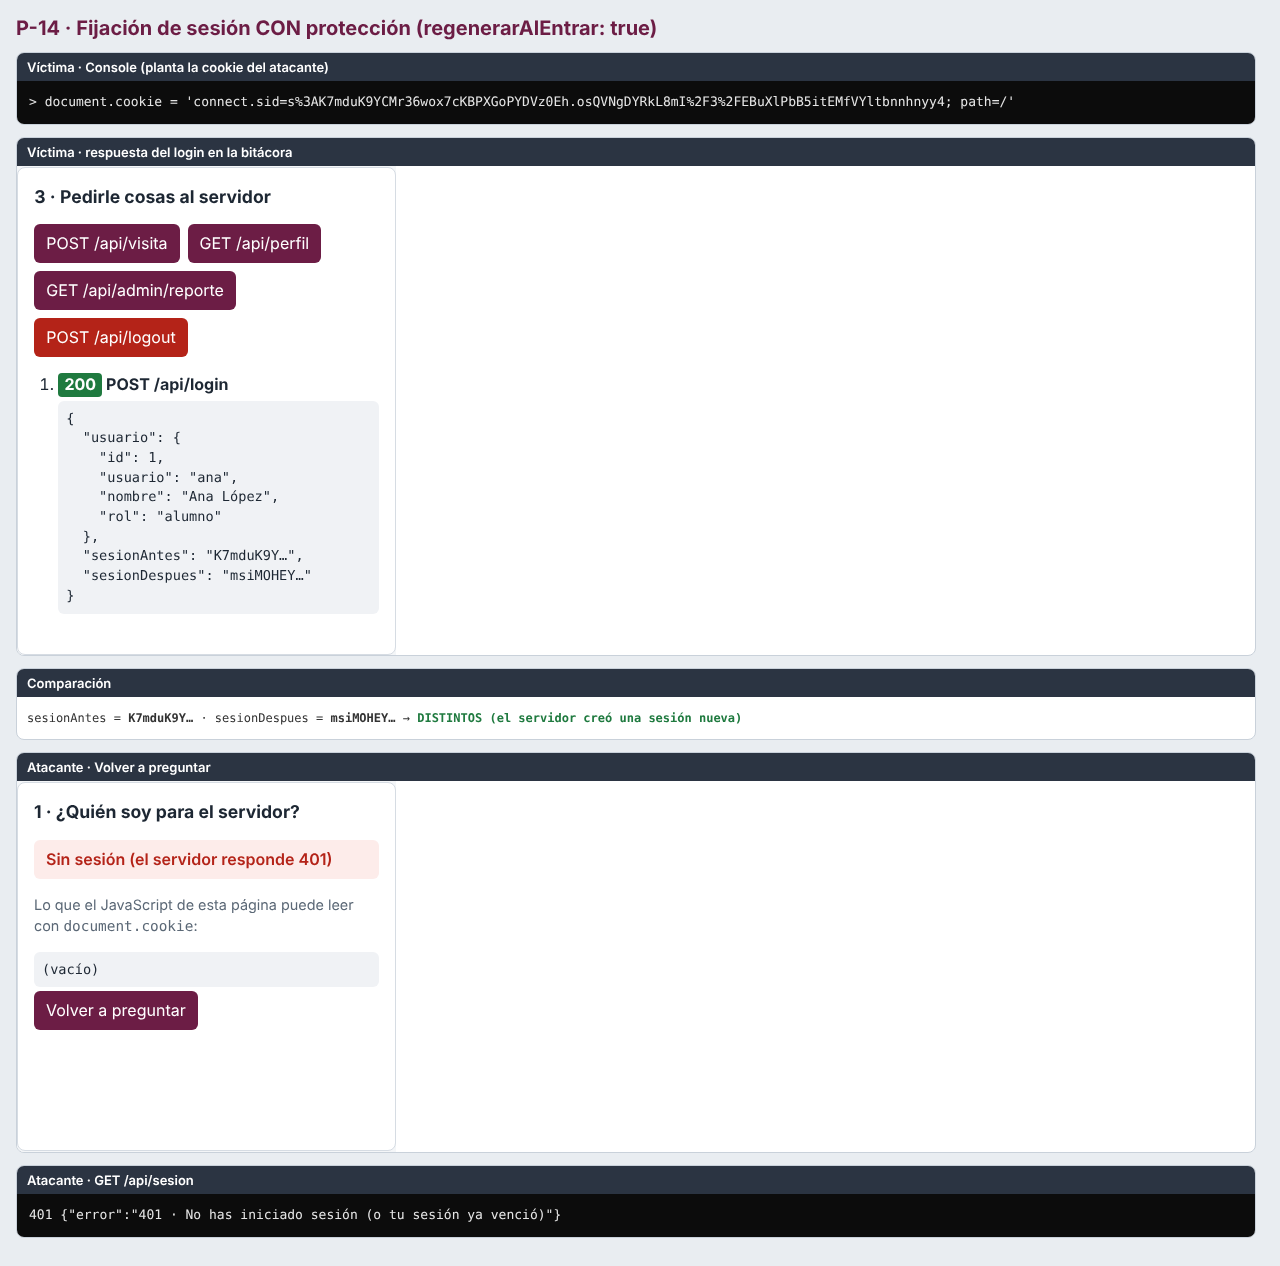 P-14 · Fijación de sesión CON protección (regenerarAlEntrar: true)
Víctima · Console (planta la cookie del atacante)
> document.cookie = 'connect.sid=s%3AK7mduK9YCMr36wox7cKBPXGoPYDVz0Eh.osQVNgDYRkL8mI%2F3%2FEBuXlPbB5itEMfVYltbnnhnyy4; path=/'
Víctima · respuesta del login en la bitácora
3 · Pedirle cosas al servidor
POST /api/visita GET /api/perfil
GET /api/admin/reporte
POST /api/logout
1. 200 POST /api/login
{
"usuario": {
"id": 1,
"usuario": "ana",
"nombre": "Ana López",
"rol": "alumno"
},
"sesionAntes": "K7mduK9Y…",
"sesionDespues": "msiMOHEY…"
}
Comparación
sesionAntes = K7mduK9Y… · sesionDespues = msiMOHEY… → DISTINTOS (el servidor creó una sesión nueva)
Atacante · Volver a preguntar
1 · ¿Quién soy para el servidor?
Sin sesión (el servidor responde 401)
Lo que el JavaScript de esta página puede leer
con document.cookie:
(vacío)
Volver a preguntar
Atacante · GET /api/sesion
401 {"error":"401 · No has iniciado sesión (o tu sesión ya venció)"}